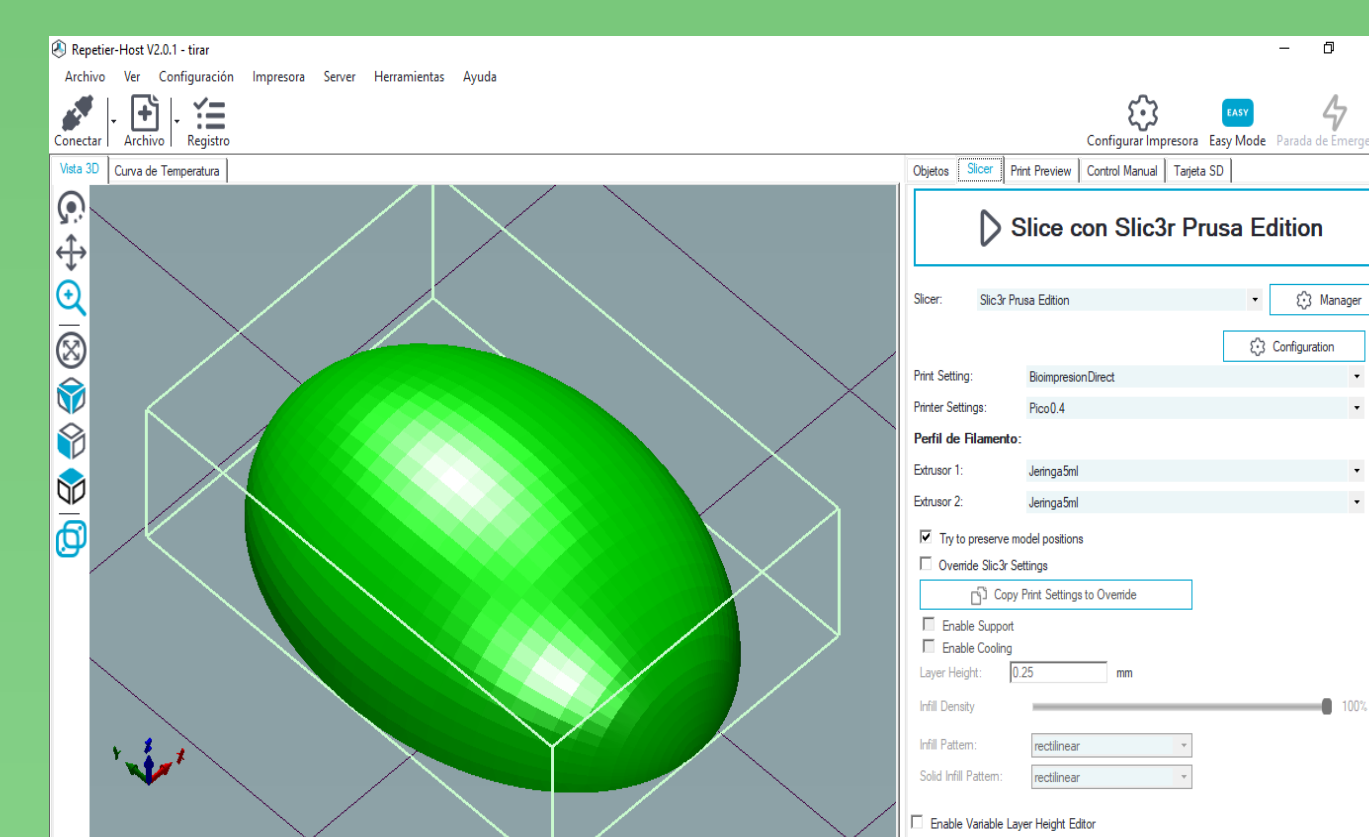 Repetier-Host V2.0.1 - tirar
Archivo Ver Configuración Impresora Server Herramientas Ayuda
EASY
Conectar Archivo Registro Configurar Impresora Easy Mode Parada de Emerge
Vista 3D Curva de Temperatura Objetos Slicer Print Preview Control Manual Tarjeta SD
Slice con Slic3r Prusa Edition
Slicer: Slic3r Prusa Edition Manager
Configuration
Print Setting: BioimpresionDirect
Printer Settings: Pico0.4
Perfil de Filamento:
Extrusor 1: Jeringa5ml
Extrusor 2: Jeringa5ml
Try to preserve model positions
Override Slic3r Settings
Copy Print Settings to Override
Enable Support
Enable Cooling
Layer Height: 0.25 mm
Infill Density 100%
Infill Pattern: rectilinear
Solid Infill Pattern: rectilinear
Enable Variable Layer Height Editor